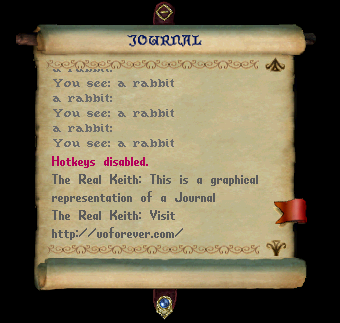 JOURNAL
a rabbit:
You see: a rabbit
a rabbit:
You see: a rabbit
a rabbit:
You see: a rabbit
Hotkeys disabled.
The Real Keith: This is a graphical
representation of a Journal
The Real Keith: Visit
http://uoforever.com/